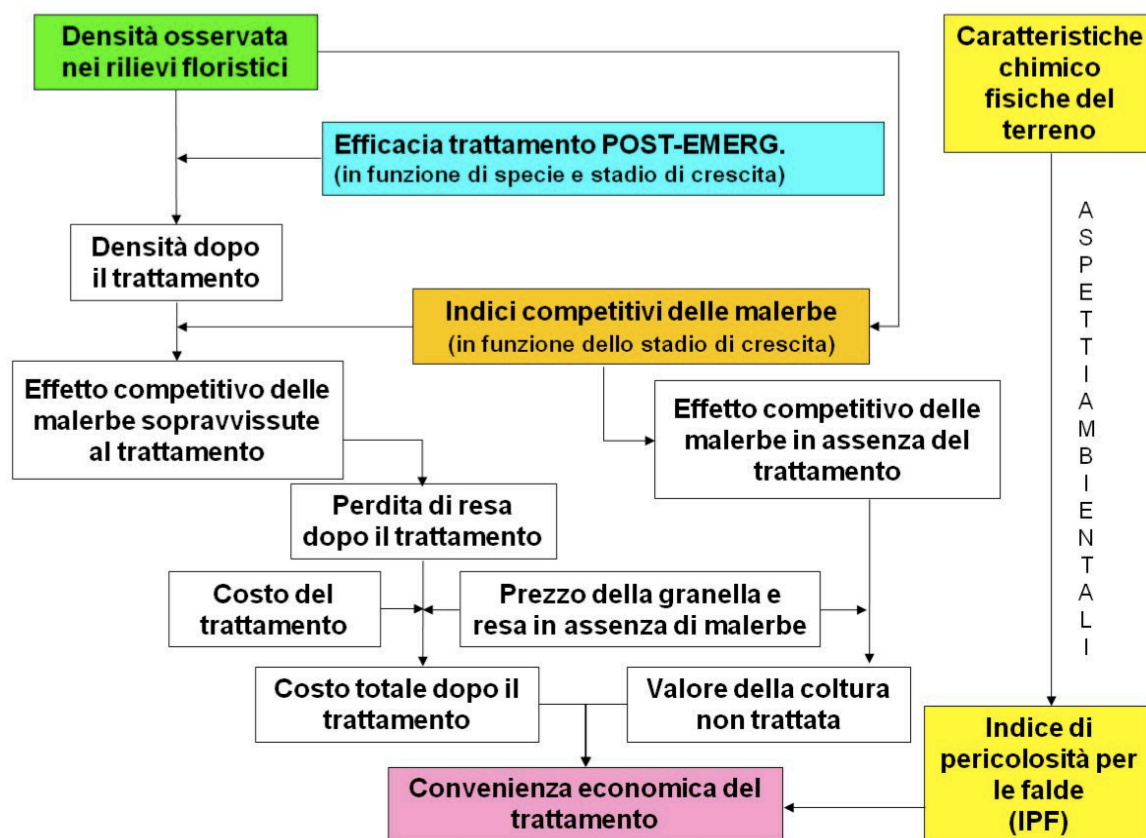 Densità osservata
nei rilievi floristici
Caratteristiche
chimico
fisiche del
terreno
Efficacia trattamento POST-EMERG.
(in funzione di specie e stadio di crescita)
Densità dopo
il trattamento
ASPETTI AMBIENTALI
Indici competitivi delle malerbe
(in funzione dello stadio di crescita)
Effetto competitivo delle
malerbe sopravvissute
al trattamento
Effetto competitivo delle
malerbe in assenza del
trattamento
Perdita di resa
dopo il trattamento
Costo del
trattamento
Prezzo della granella e
resa in assenza di malerbe
Costo totale dopo il
trattamento
Valore della coltura
non trattata
Indice di
pericolosità per
le falde
(IPF)
Convenienza economica del
trattamento